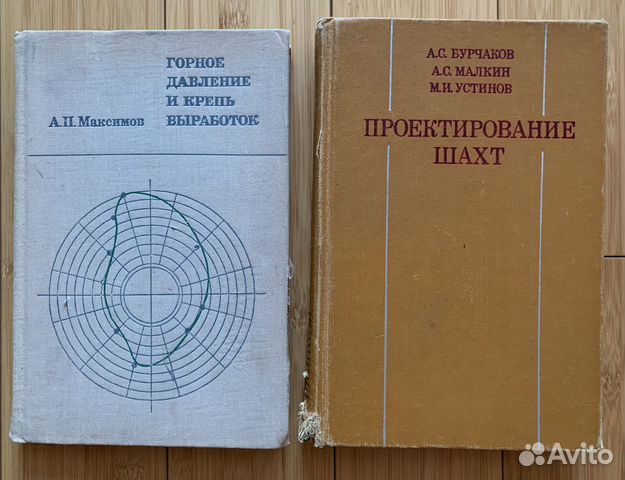 ГОРНОЕ
ДАВЛЕНИЕ
И КРЕПЬ
ВЫРАБОТОК
А.П. Максимов
А.С. БУРЧАКОВ
А.С. МАЛКИН
М.И. УСТИНОВ
ПРОЕКТИРОВАНИЕ
ШАХТ
Avito